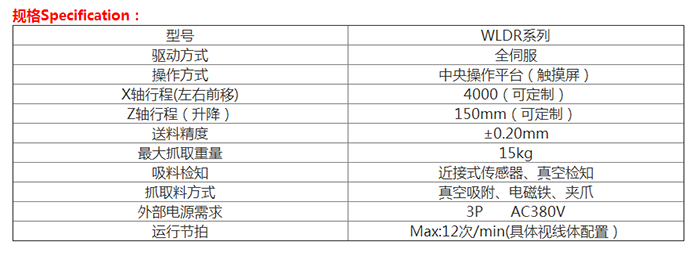 规格Specification：
型号 WLDR系列
驱动方式 全伺服
操作方式 中央操作平台（触摸屏）
X轴行程(左右前移) 4000（可定制）
Z轴行程（升降） 150mm（可定制）
送料精度 ±0.20mm
最大抓取重量 15kg
吸料检知 近接式传感器、真空检知
抓取料方式 真空吸附、电磁铁、夹爪
外部电源需求 3P AC380V
运行节拍 Max:12次/min(具体视线体配置）